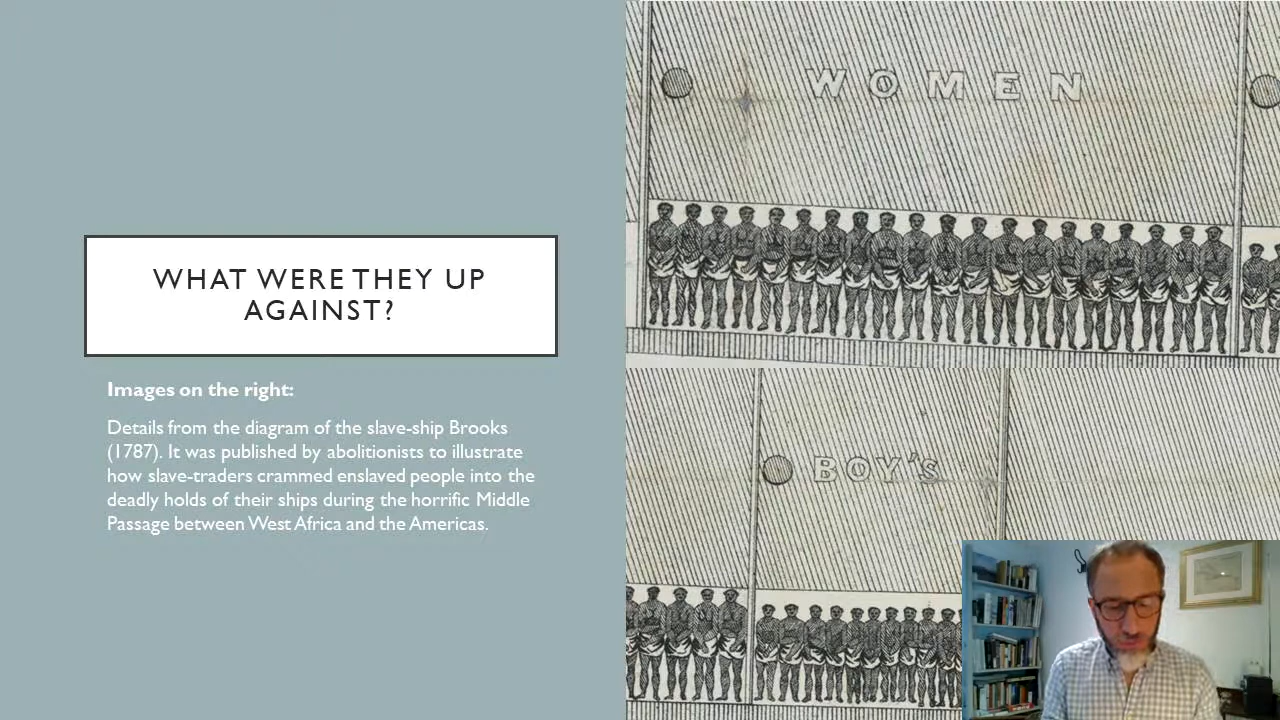 WHAT WERE THEY UP
AGAINST?
Images on the right:
Details from the diagram of the slave-ship Brooks
(1787). It was published by abolitionists to illustrate
how slave-traders crammed enslaved people into the
deadly holds of their ships during the horrific Middle
Passage between West Africa and the Americas.
WOMEN
BOY'S